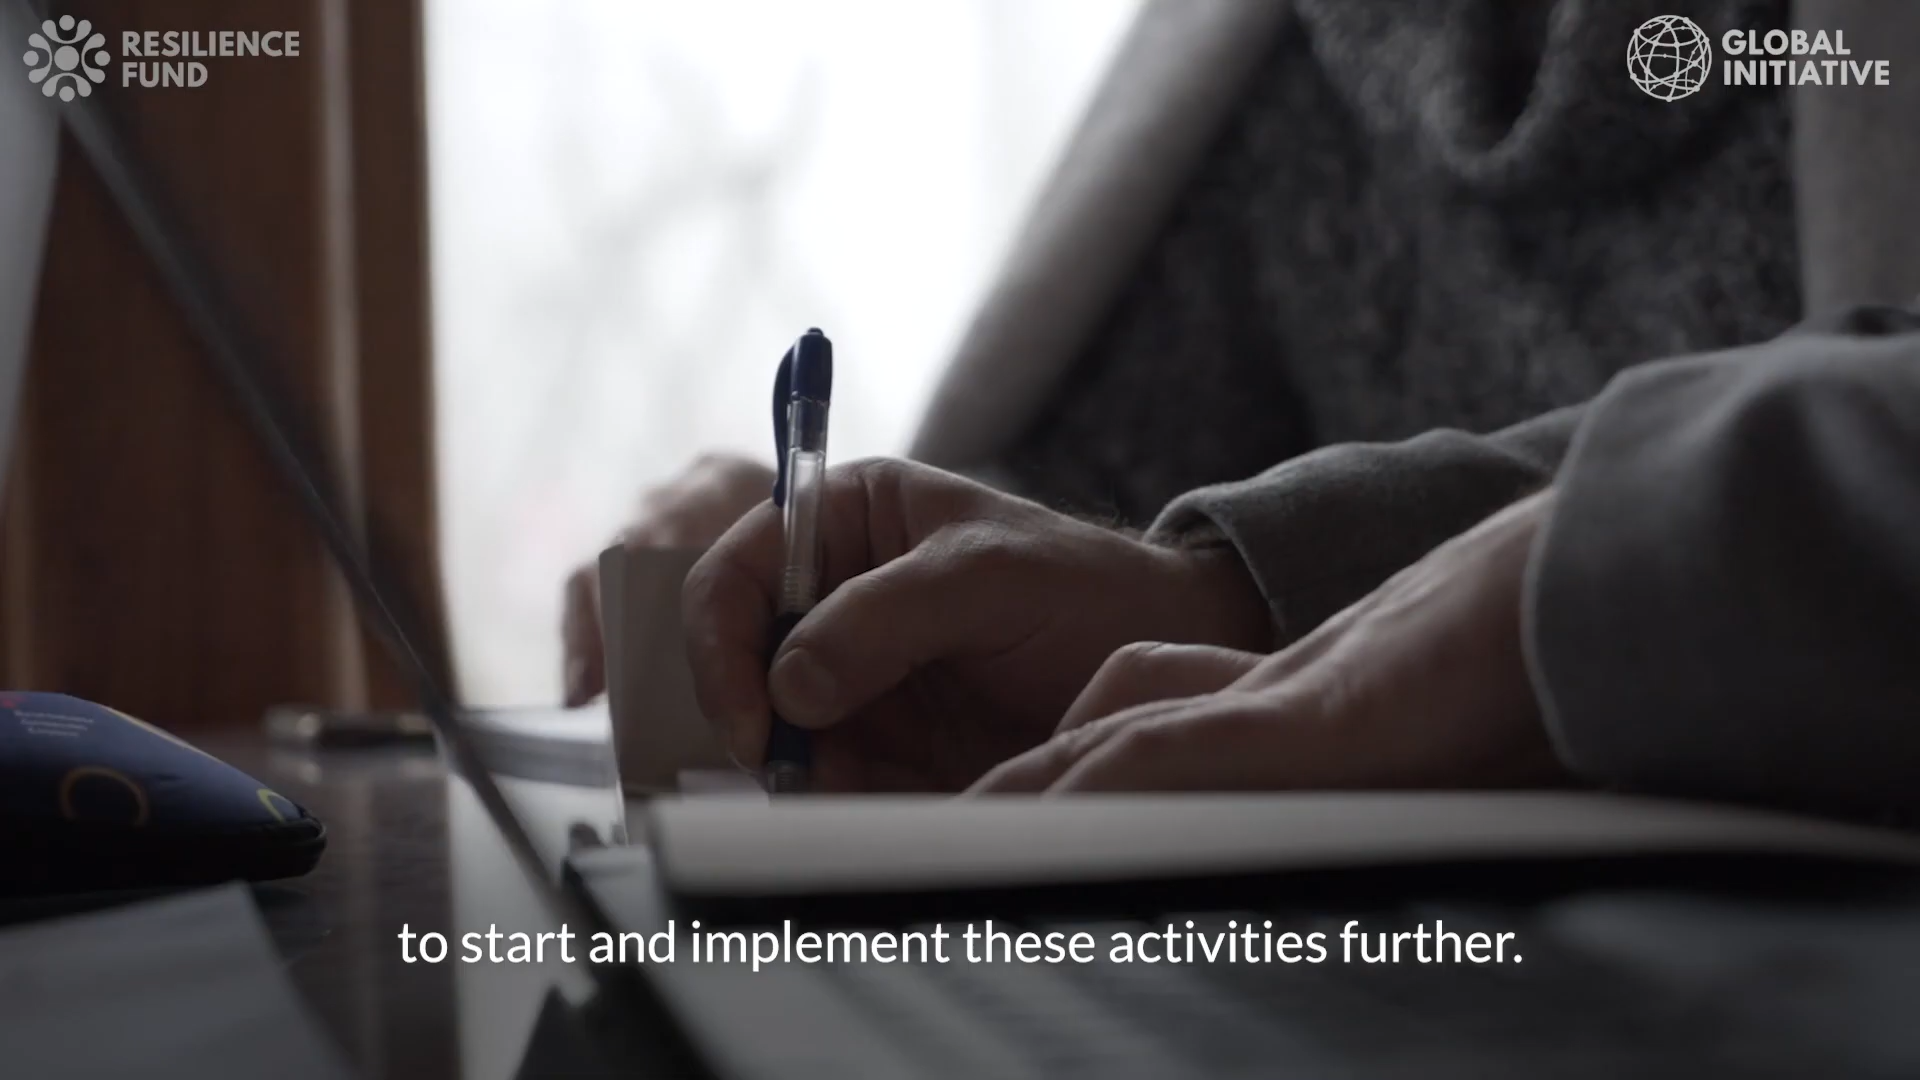 RESILIENCE
FUND
GLOBAL
INITIATIVE
to start and implement these activities further.